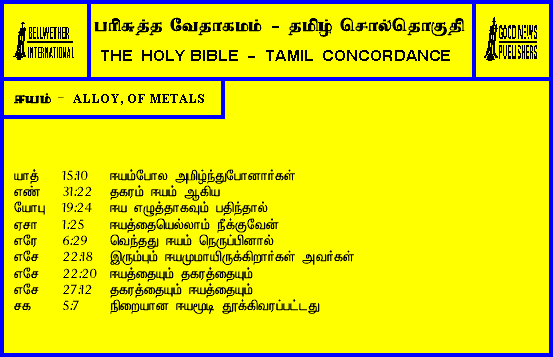 BELLWETHER
INTERNATIONAL
பரிசுத்த வேதாகமம் - தமிழ் சொல்தொகுதி
THE HOLY BIBLE - TAMIL CONCORDANCE
GOOD NEWS
PUBLISHERS
ஈயம் - ALLOY, OF METALS
யாத் 15:10 ஈயம்போல அமிழ்ந்துபோனார்கள்
எண் 31:22 தகரம் ஈயம் ஆகிய
யோபு 19:24 ஈய எழுத்தாகவும் பதிந்தால்
ஏசா 1:25 ஈயத்தையெல்லாம் நீக்குவேன்
எரே 6:29 வெந்தது ஈயம் நெருப்பினால்
எசே 22:18 இரும்பும் ஈயமுமாயிருக்கிறார்கள் அவர்கள்
எசே 22:20 ஈயத்தையும் தகரத்தையும்
எசே 27:12 தகரத்தையும் ஈயத்தையும்
சக 5:7 நிறையான ஈயமூடி தூக்கிவரப்பட்டது